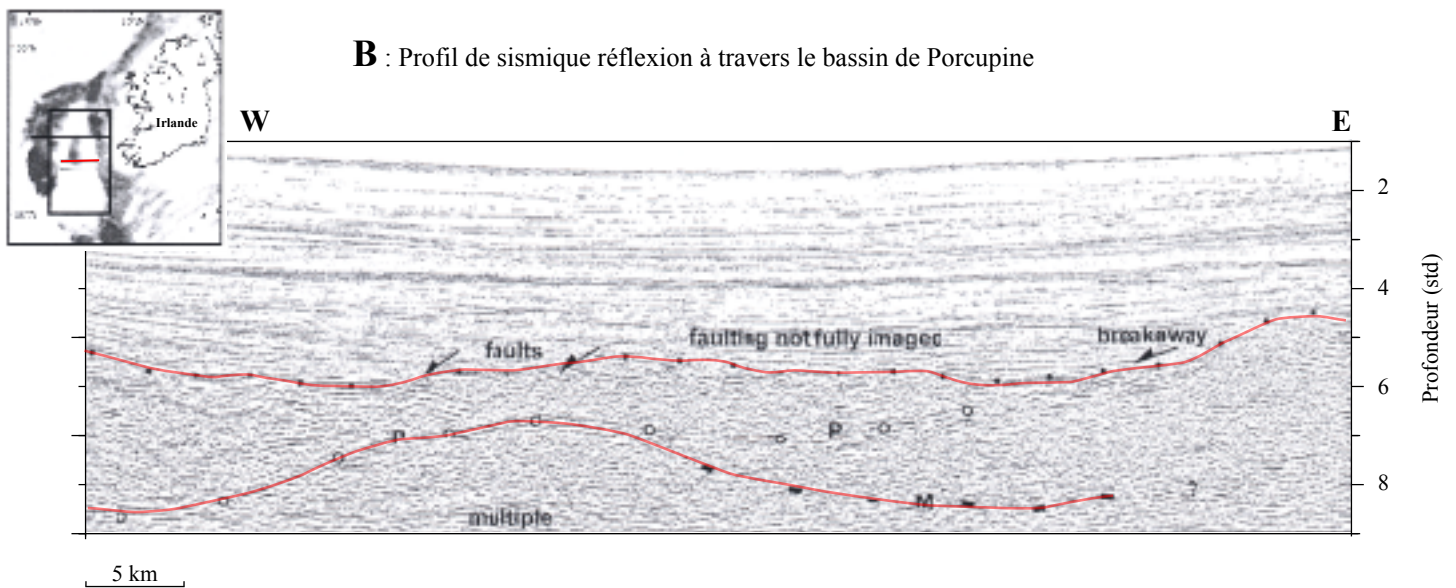 B : Profil de sismique réflexion à travers le bassin de Porcupine
Irlande
W
E
2
4
6
8
Profondeur (std)
faulting not fully imaged
breakaway
faults
P
P
M
?
multiple
5 km